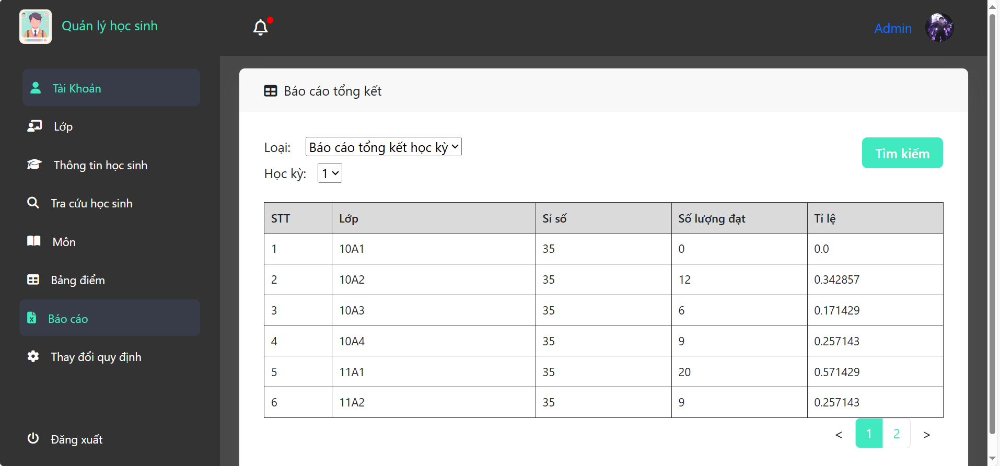 Quản lý học sinh
Admin
Tài Khoản
Lớp
Thông tin học sinh
Tra cứu học sinh
Môn
Bảng điểm
Báo cáo
Thay đổi quy định
Đăng xuất
Báo cáo tổng kết
Loại: Báo cáo tổng kết học kỳ
Tìm kiếm
Học kỳ: 1
STT Lớp Sỉ số Số lượng đạt Tỉ lệ
1 10A1 35 0 0.0
2 10A2 35 12 0.342857
3 10A3 35 6 0.171429
4 10A4 35 9 0.257143
5 11A1 35 20 0.571429
6 11A2 35 9 0.257143
< 1 2 >